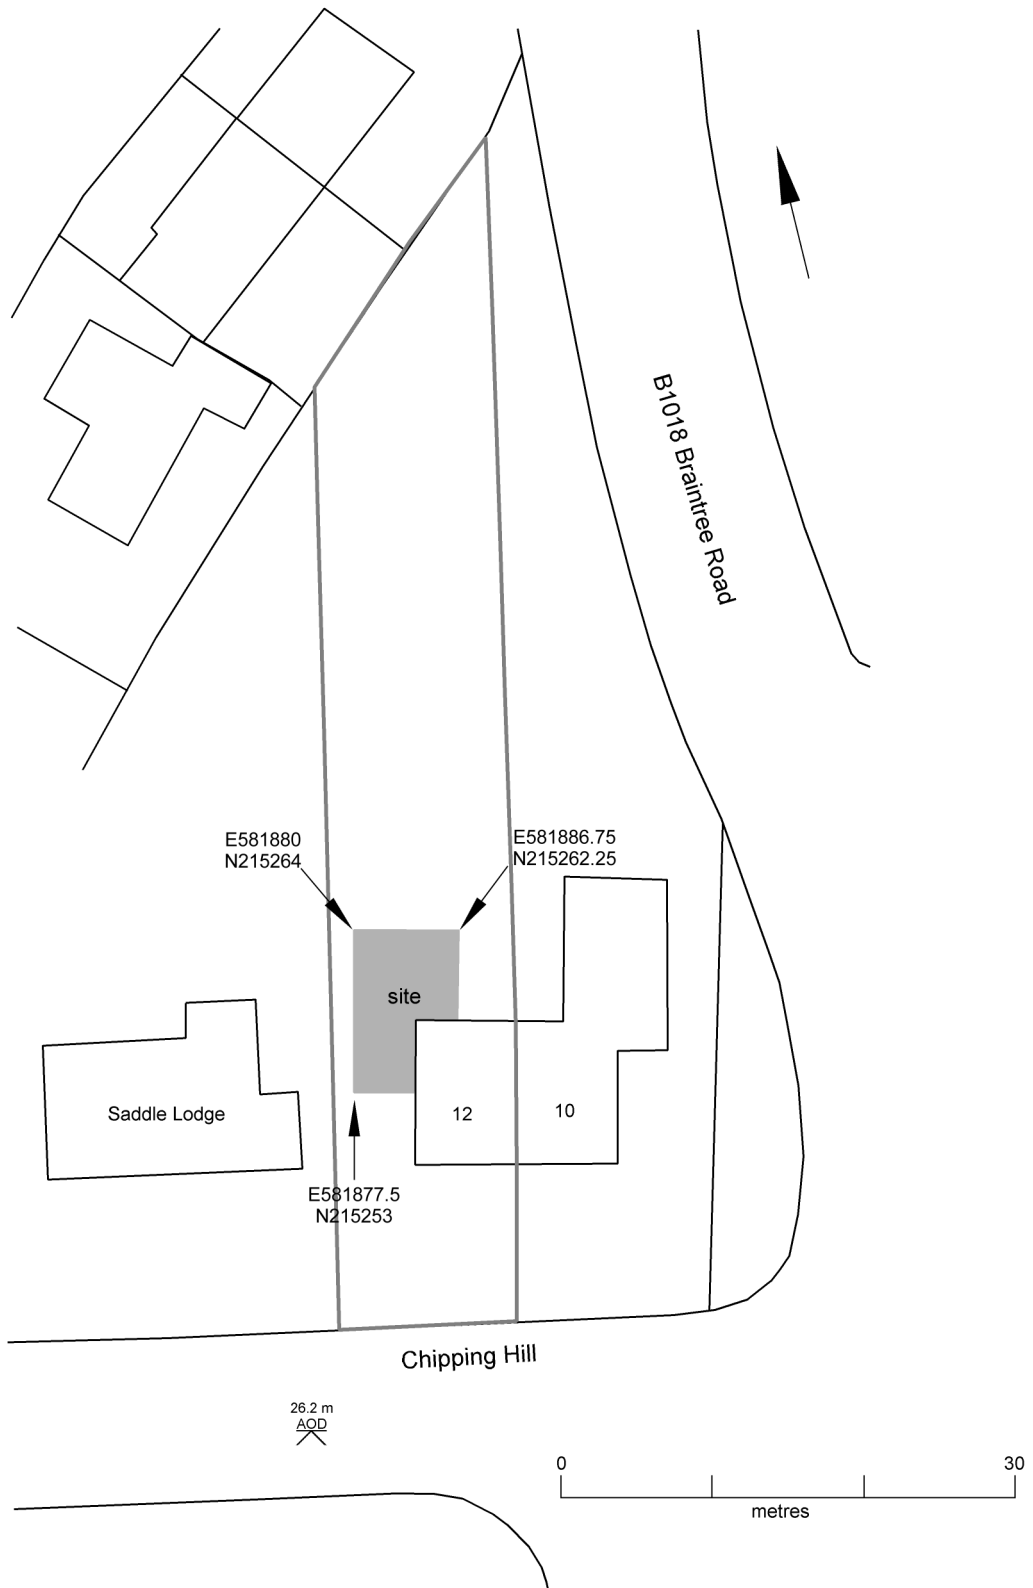 B1018 Braintree Road
E581880
N215264
E581886.75
N215262.25
site
Saddle Lodge
12
10
E581877.5
N215253
Chipping Hill
26.2 m
AOD
0
30
metres